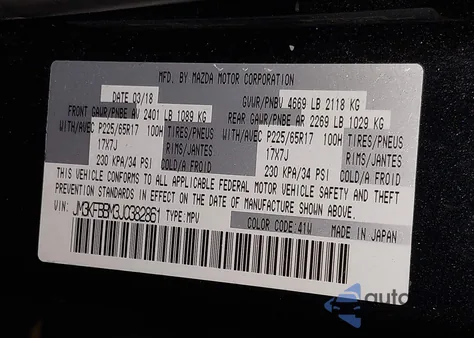 MFD. BY MAZDA MOTOR CORPORATION
DATE 03/18 GVWR/PNBV 4669 LB 2118 KG
FRONT GAWR/PNBE AV 2401 LB 1089 KG REAR GAWR/PNBE AR 2269 LB 1029 KG
WITH/AVEC P225/65R17 100H TIRES/PNEUS WITH/AVEC P225/65R17 100H TIRES/PNEUS
17X7J RIMS/JANTES 17X7J RIMS/JANTES
230 KPA/34 PSI COLD/A FROID 230 KPA/34 PSI COLD/A FROID
THIS VEHICLE CONFORMS TO ALL APPLICABLE FEDERAL MOTOR VEHICLE SAFETY AND THEFT
PREVENTION STANDARDS IN EFFECT ON THE DATE OF MANUFACTURE SHOWN ABOVE.
VIN: JM3KFBBM3J0382861 TYPE:MPV COLOR CODE:41W MADE IN JAPAN